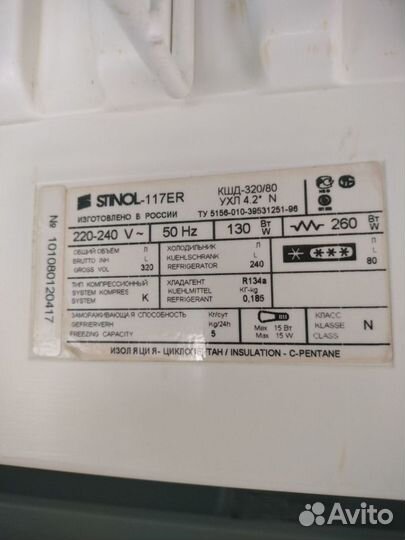 STINOL-117ER
КШД-320/80
УХЛ 4.2* N
ИЗГОТОВЛЕНО В РОССИИ
ТУ 5156-010-39531251-96
№ 101080120417
220-240 V ~
50 Hz
130 Вт W
260 Вт W
ОБЩИЙ ОБЪЕМ Л
BRUTTO INH L
GROSS VOL 320
ХОЛОДИЛЬНИК Л
KUEHLSCHRANK L
REFRIGERATOR 240
Л
L
80
ТИП КОМПРЕССИОННЫЙ
SYSTEM KOMPRES
SYSTEM K
ХЛАДАГЕНТ R134a
KUEHLMITTEL КГ-kg
REFRIGERANT 0,185
ЗАМОРАЖИВАЮЩАЯ СПОСОБНОСТЬ Кг/сут
GEFRIERVERH Kg/24h
FREEZING CAPACITY 5
Max 15 Вт
Max 15 W
КЛАСС
KLASSE N
CLASS
ИЗОЛЯЦИЯ- ЦИКЛОПЕНТАН / INSULATION - C-PENTANE
Avito